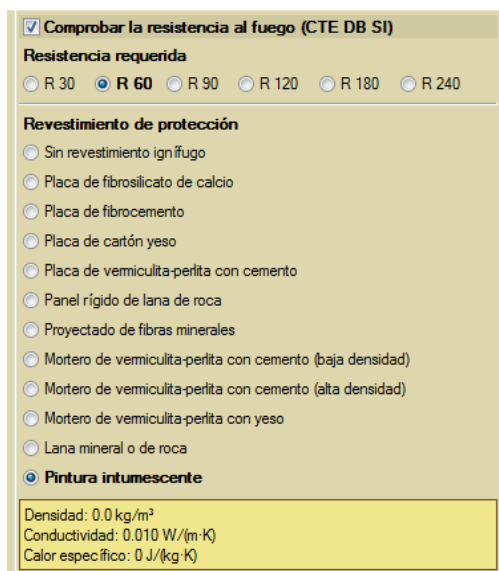 Comprobar la resistencia al fuego (CTE DB SI)
Resistencia requerida
R 30 R 60 R 90 R 120 R 180 R 240
Revestimiento de protección
Sin revestimiento ignífugo
Placa de fibrosilicato de calcio
Placa de fibrocemento
Placa de cartón yeso
Placa de vermiculita-perlita con cemento
Panel rígido de lana de roca
Proyectado de fibras minerales
Mortero de vermiculita-perlita con cemento (baja densidad)
Mortero de vermiculita-perlita con cemento (alta densidad)
Mortero de vermiculita-perlita con yeso
Lana mineral o de roca
Pintura intumescente
Densidad: 0.0 kg/m³
Conductividad: 0.010 W/(m·K)
Calor específico: 0 J/(kg·K)